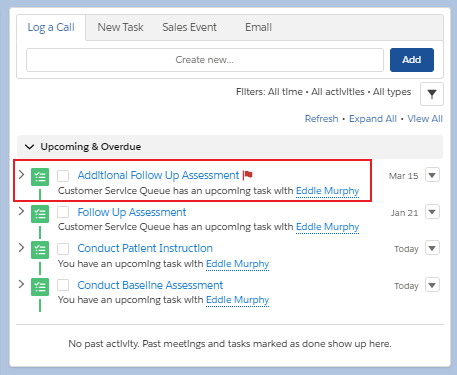 Log a Call New Task Sales Event Email
Create new... Add
Filters: All time • All activities • All types
Refresh • Expand All • View All
Upcoming & Overdue
Additional Follow Up Assessment Mar 15
Customer Service Queue has an upcoming task with Eddie Murphy
Follow Up Assessment Jan 21
Customer Service Queue has an upcoming task with Eddie Murphy
Conduct Patient Instruction Today
You have an upcoming task with Eddie Murphy
Conduct Baseline Assessment Today
You have an upcoming task with Eddie Murphy
No past activity. Past meetings and tasks marked as done show up here.